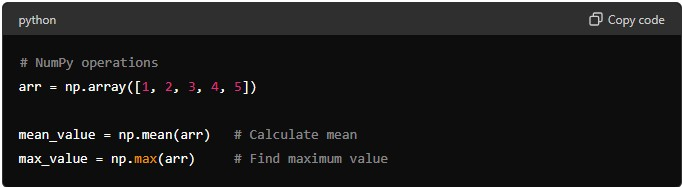 python
Copy code
# NumPy operations
arr = np.array([1, 2, 3, 4, 5])
mean_value = np.mean(arr)   # Calculate mean
max_value = np.max(arr)     # Find maximum value